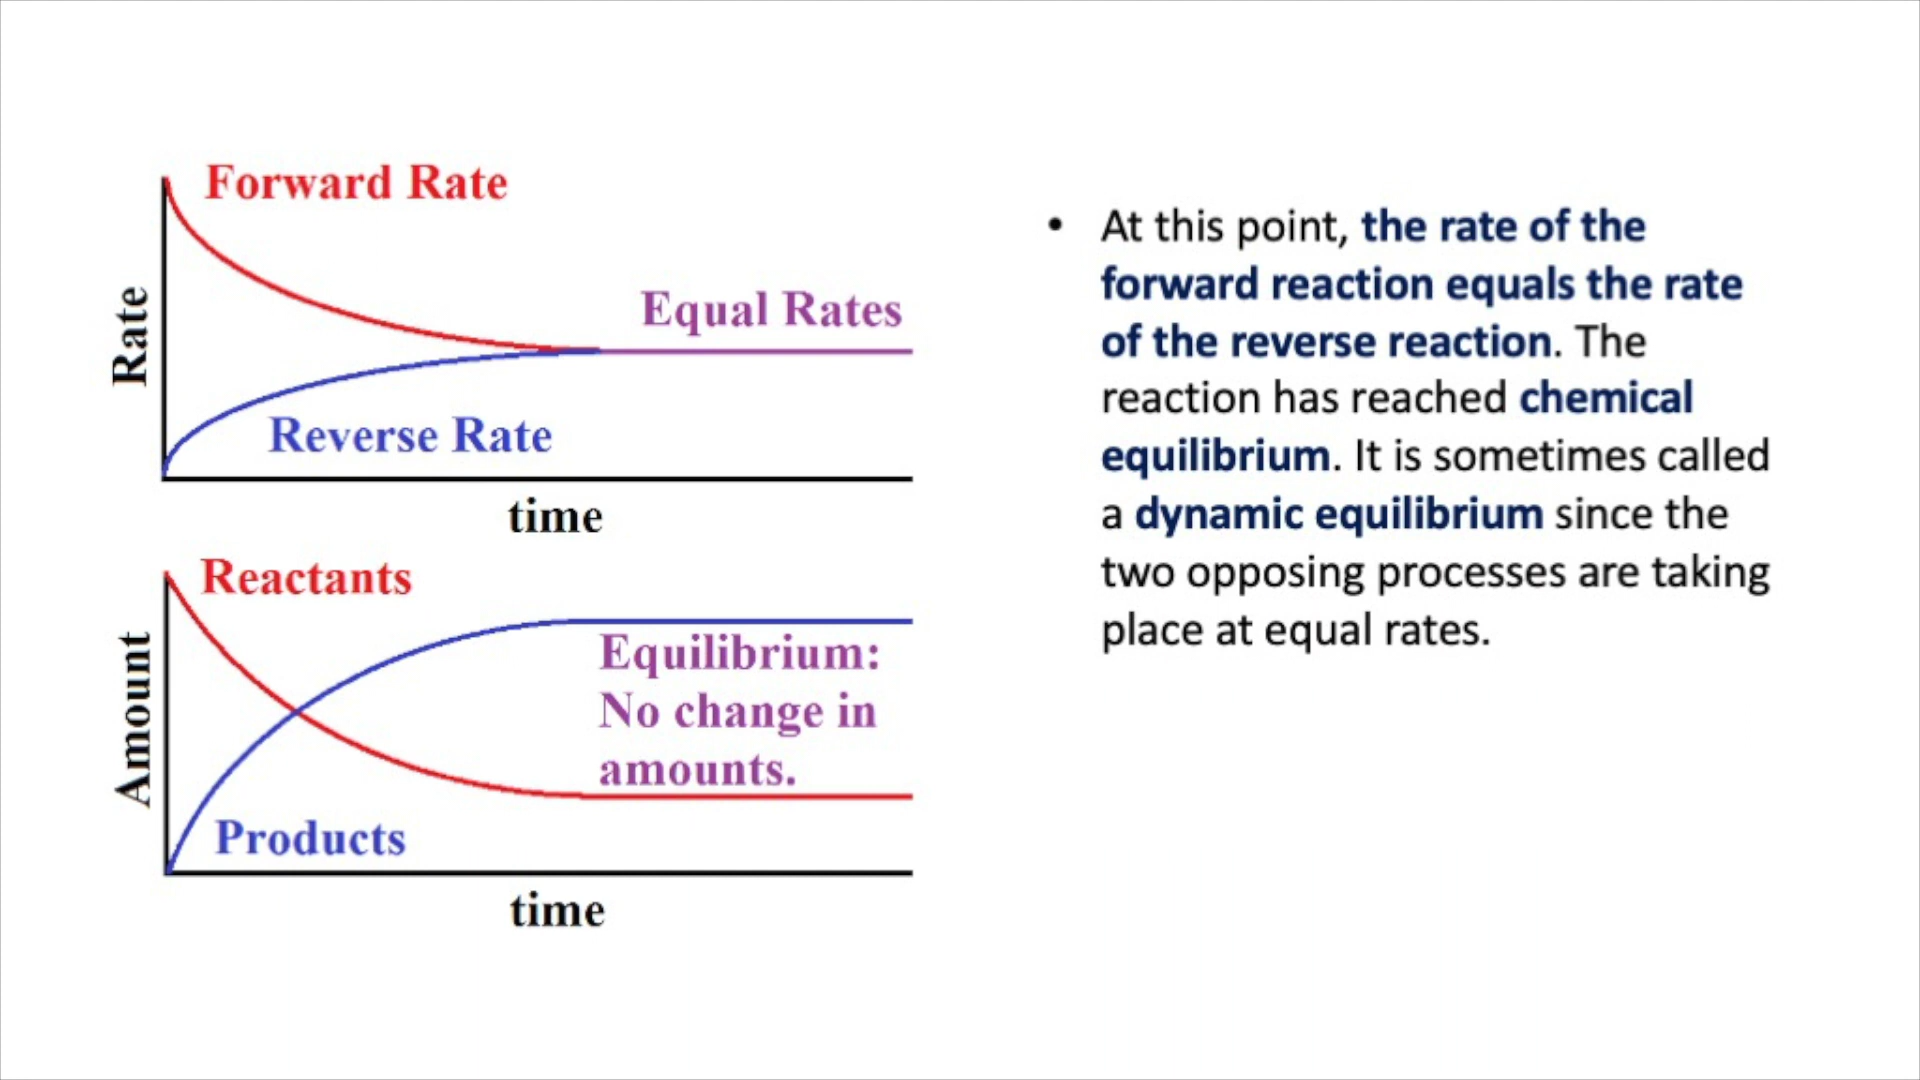 Forward Rate
Equal Rates
Reverse Rate
Rate
time
Reactants
Equilibrium:
No change in
amounts.
Products
Amount
time
• At this point, the rate of the
forward reaction equals the rate
of the reverse reaction. The
reaction has reached chemical
equilibrium. It is sometimes called
a dynamic equilibrium since the
two opposing processes are taking
place at equal rates.